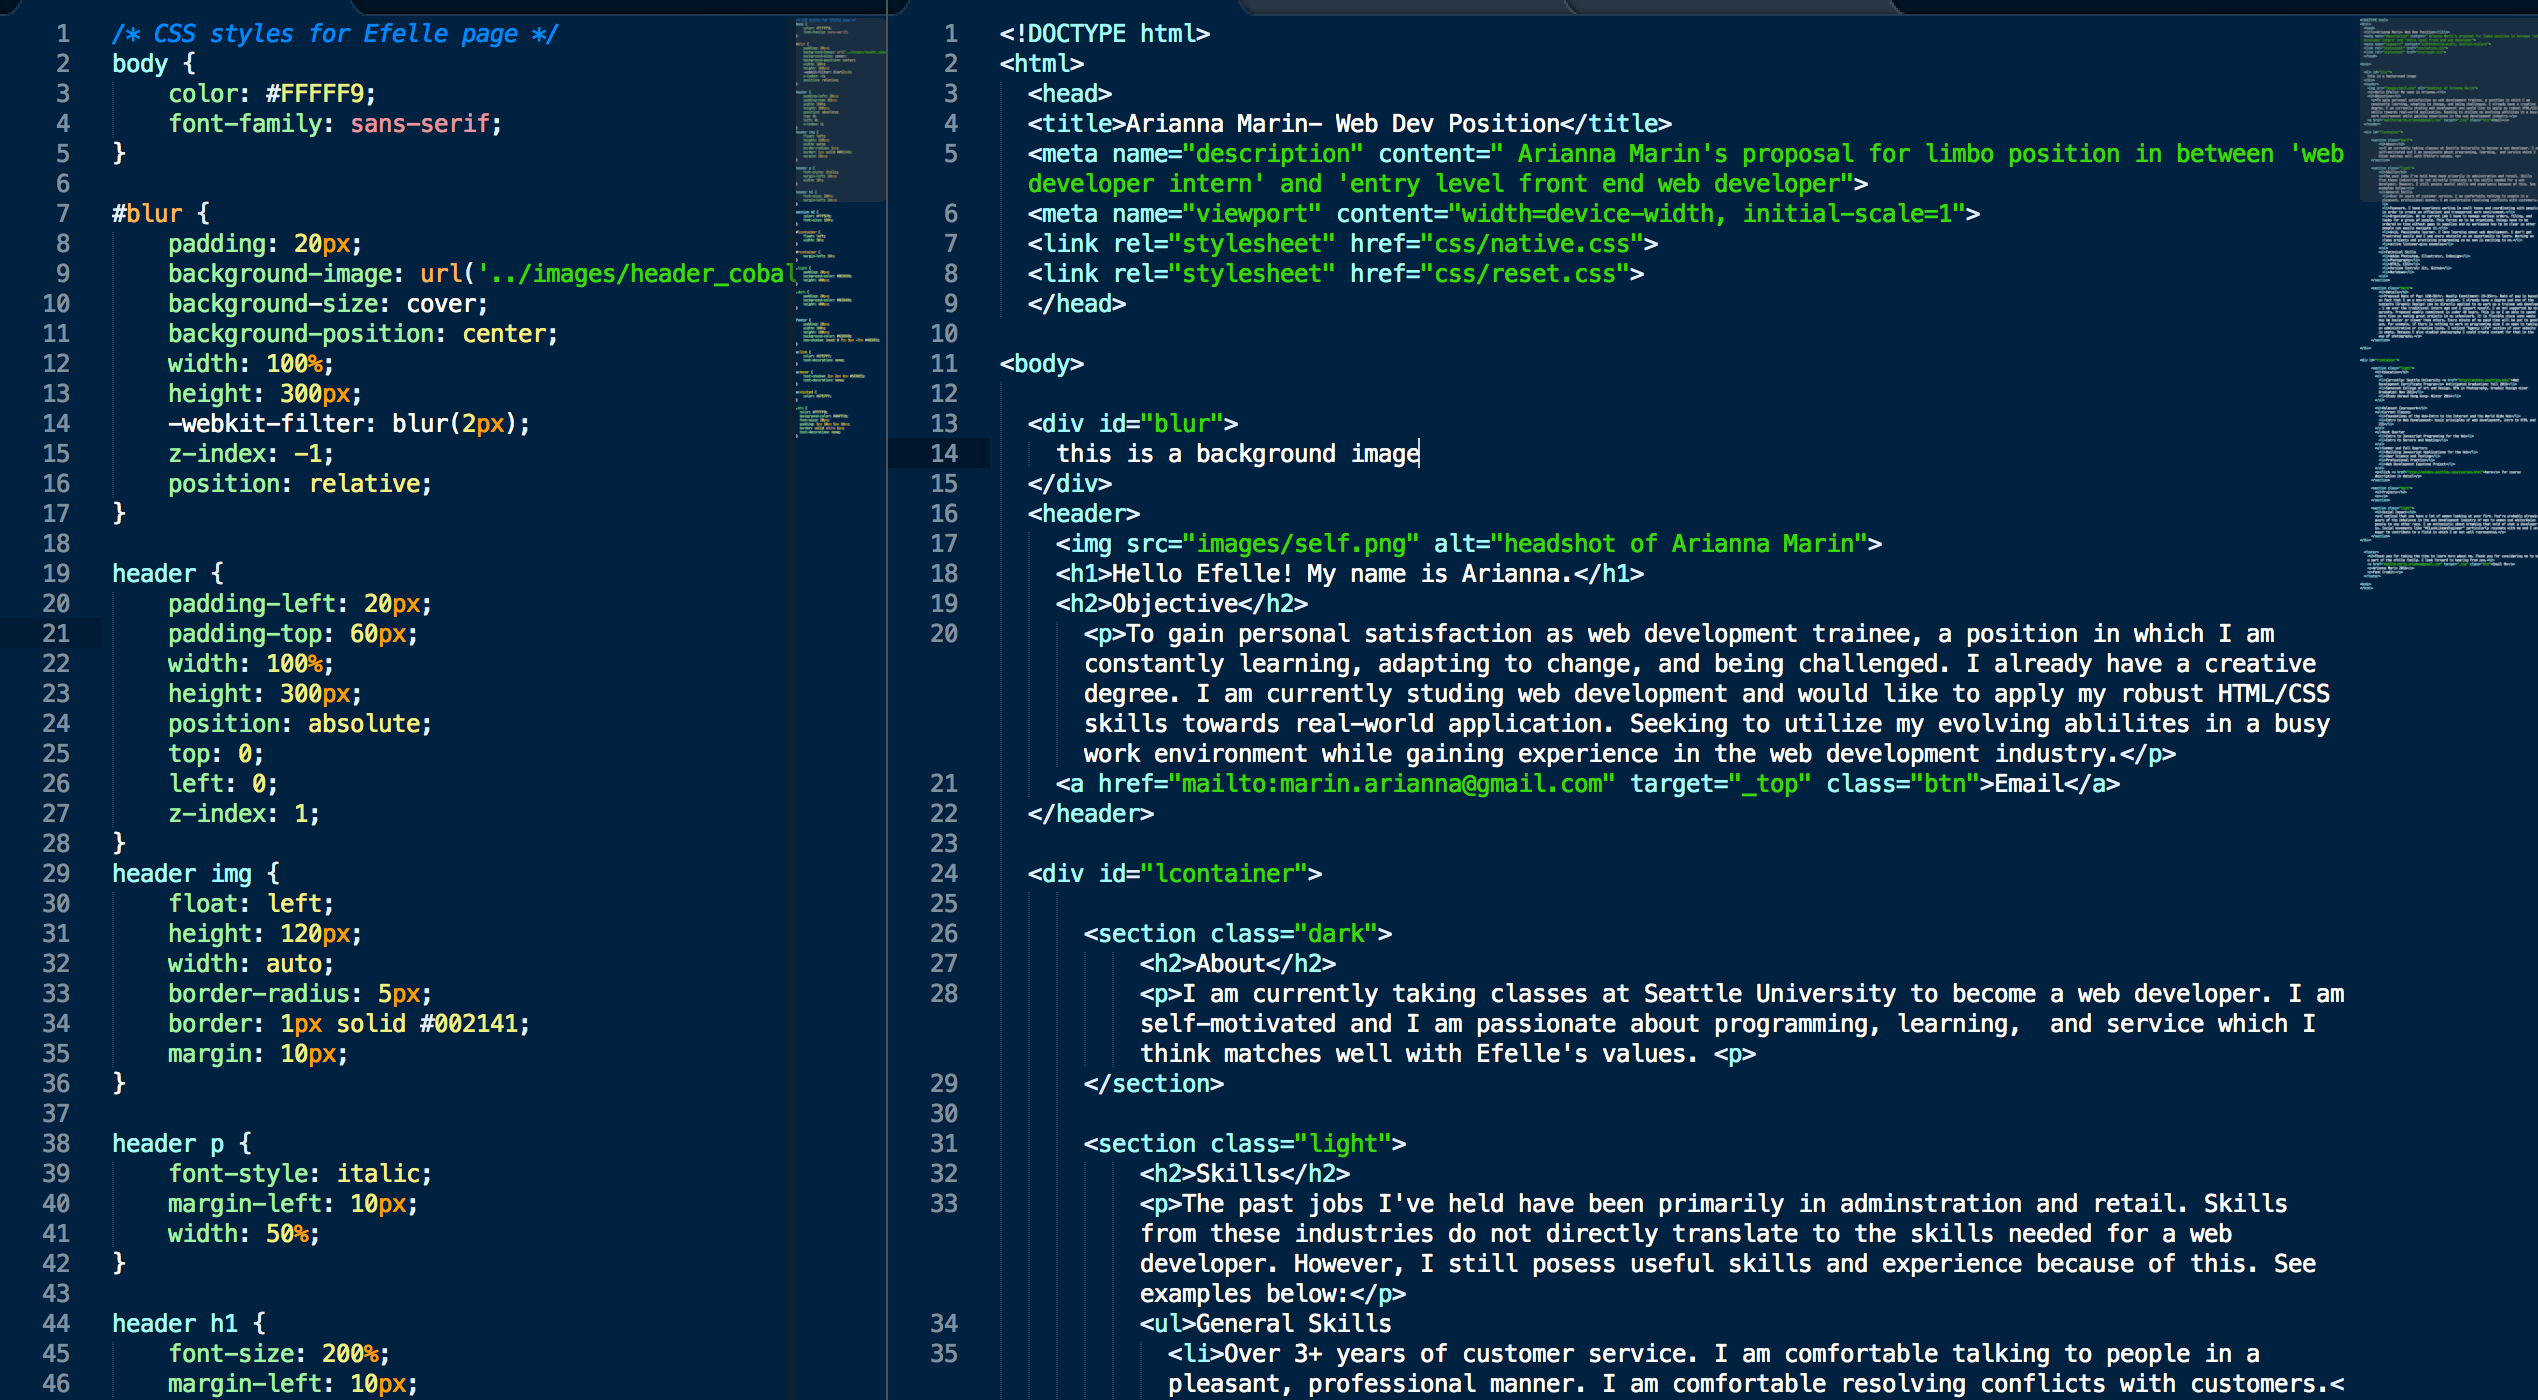 1 /* CSS styles for Efelle page */
2 body {
3 color: #FFFFF9;
4 font-family: sans-serif;
5 }
6
7 #blur {
8 padding: 20px;
9 background-image: url('../images/header_cobal
10 background-size: cover;
11 background-position: center;
12 width: 100%;
13 height: 300px;
14 -webkit-filter: blur(2px);
15 z-index: -1;
16 position: relative;
17 }
18
19 header {
20 padding-left: 20px;
21 padding-top: 60px;
22 width: 100%;
23 height: 300px;
24 position: absolute;
25 top: 0;
26 left: 0;
27 z-index: 1;
28 }
29 header img {
30 float: left;
31 height: 120px;
32 width: auto;
33 border-radius: 5px;
34 border: 1px solid #002141;
35 margin: 10px;
36 }
37
38 header p {
39 font-style: italic;
40 margin-left: 10px;
41 width: 50%;
42 }
43
44 header h1 {
45 font-size: 200%;
46 margin-left: 10px;
1 <!DOCTYPE html>
2 <html>
3 <head>
4 <title>Arianna Marin- Web Dev Position</title>
5 <meta name="description" content=" Arianna Marin's proposal for limbo position in between 'web
developer intern' and 'entry level front end web developer">
6 <meta name="viewport" content="width=device-width, initial-scale=1">
7 <link rel="stylesheet" href="css/native.css">
8 <link rel="stylesheet" href="css/reset.css">
9 </head>
10
11 <body>
12
13 <div id="blur">
14 this is a background image
15 </div>
16 <header>
17 <img src="images/self.png" alt="headshot of Arianna Marin">
18 <h1>Hello Efelle! My name is Arianna.</h1>
19 <h2>Objective</h2>
20 <p>To gain personal satisfaction as web development trainee, a position in which I am
constantly learning, adapting to change, and being challenged. I already have a creative
degree. I am currently studing web development and would like to apply my robust HTML/CSS
skills towards real-world application. Seeking to utilize my evolving ablilites in a busy
work environment while gaining experience in the web development industry.</p>
21 <a href="mailto:marin.arianna@gmail.com" target="_top" class="btn">Email</a>
22 </header>
23
24 <div id="lcontainer">
25
26 <section class="dark">
27 <h2>About</h2>
28 <p>I am currently taking classes at Seattle University to become a web developer. I am
self-motivated and I am passionate about programming, learning,  and service which I
think matches well with Efelle's values. <p>
29 </section>
30
31 <section class="light">
32 <h2>Skills</h2>
33 <p>The past jobs I've held have been primarily in adminstration and retail. Skills
from these industries do not directly translate to the skills needed for a web
developer. However, I still posess useful skills and experience because of this. See
examples below:</p>
34 <ul>General Skills
35 <li>Over 3+ years of customer service. I am comfortable talking to people in a
pleasant, professional manner. I am comfortable resolving conflicts with customers.<